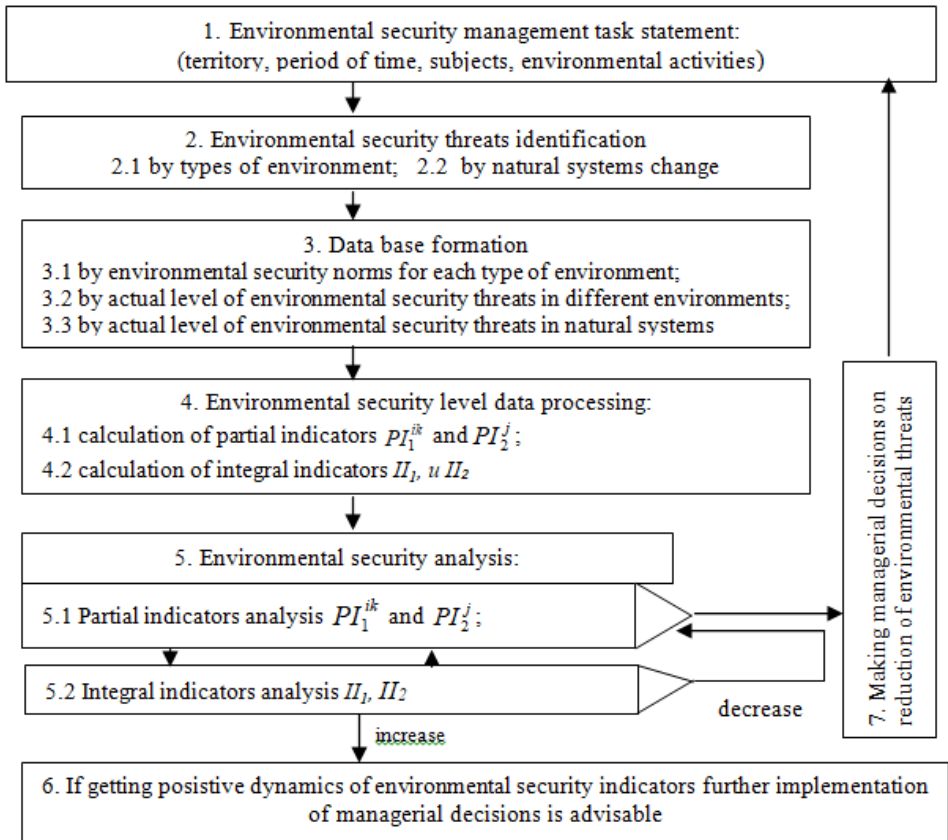 1. Environmental security management task statement:
(territory, period of time, subjects, environmental activities)
2. Environmental security threats identification
2.1 by types of environment; 2.2 by natural systems change
3. Data base formation
3.1 by environmental security norms for each type of environment;
3.2 by actual level of environmental security threats in different environments;
3.3 by actual level of environmental security threats in natural systems
4. Environmental security level data processing:
4.1 calculation of partial indicators PI₁ⁱᵏ and PI₂ʲ;
4.2 calculation of integral indicators II₁, u II₂
5. Environmental security analysis:
5.1 Partial indicators analysis PI₁ⁱᵏ and PI₂ʲ;
5.2 Integral indicators analysis II₁, II₂
decrease
increase
6. If getting posistive dynamics of environmental security indicators further implementation
of managerial decisions is advisable
7. Making managerial decisions on
reduction of environmental threats